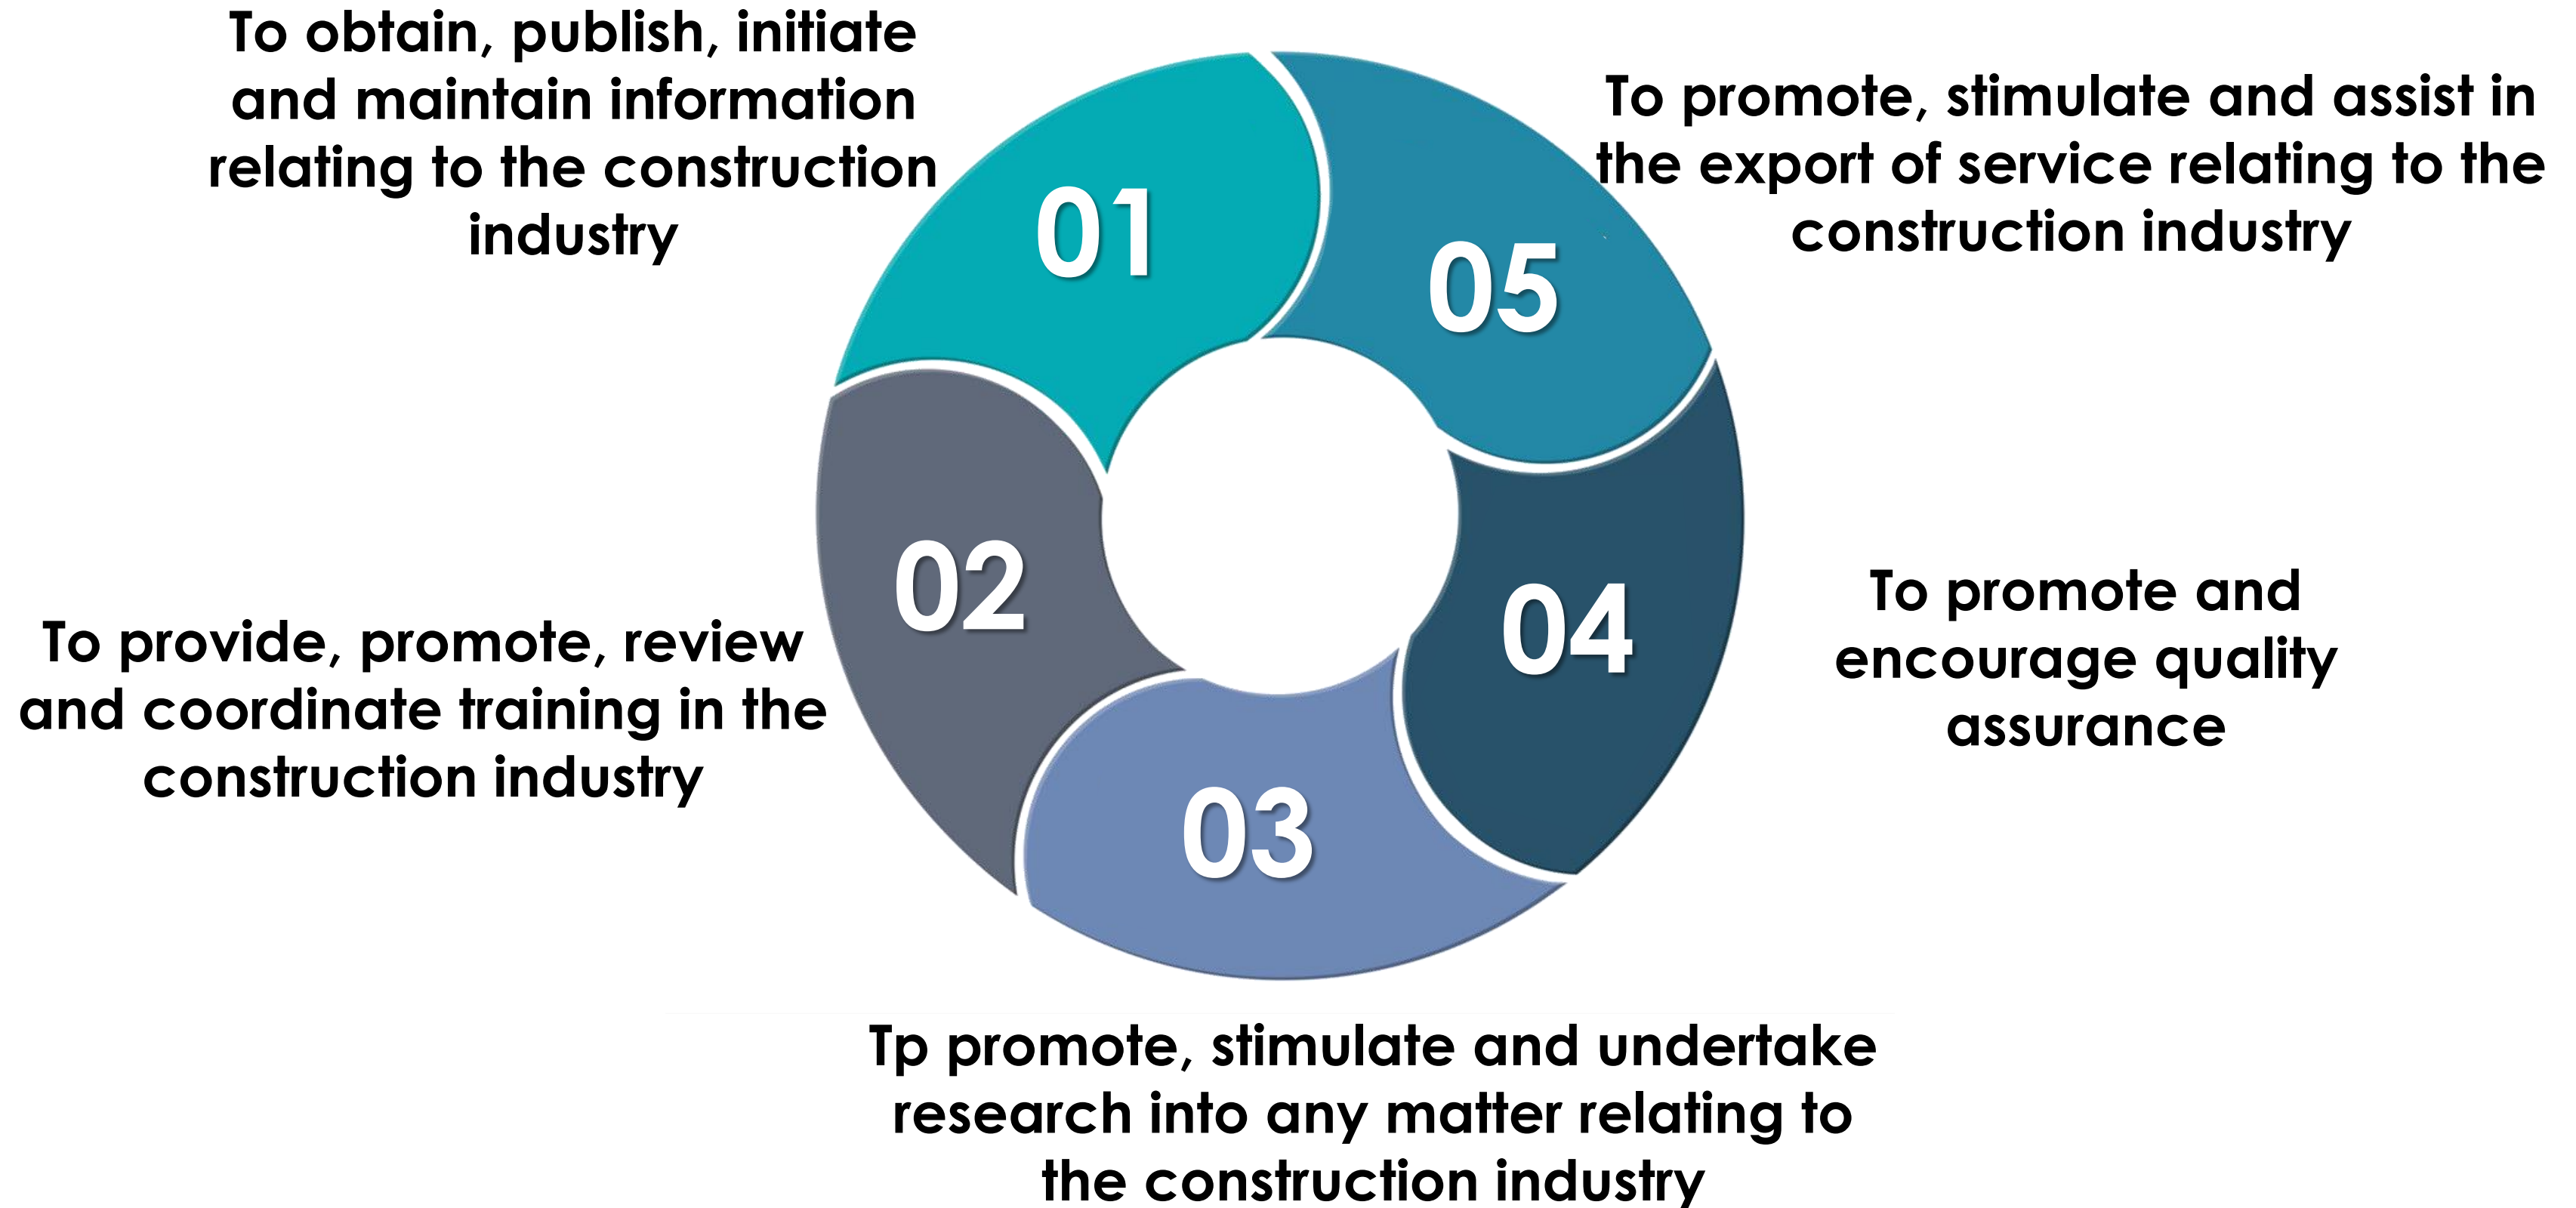 To obtain, publish, initiate
and maintain information
relating to the construction
industry
01
To promote, stimulate and assist in
the export of service relating to the
construction industry
05
02
To provide, promote, review
and coordinate training in the
construction industry
04
To promote and
encourage quality
assurance
03
Tp promote, stimulate and undertake
research into any matter relating to
the construction industry